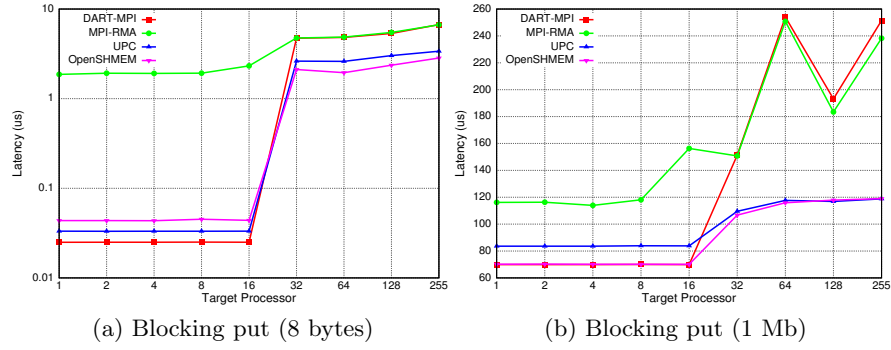 10
1
0.1
0.01
Latency (us)
DART-MPI
MPI-RMA
UPC
OpenSHMEM
1 2 4 8 16 32 64 128 255
Target Processor
(a) Blocking put (8 bytes)
260
240
220
200
180
160
140
120
100
80
60
Latency (us)
DART-MPI
MPI-RMA
UPC
OpenSHMEM
1 2 4 8 16 32 64 128 255
Target Processor
(b) Blocking put (1 Mb)